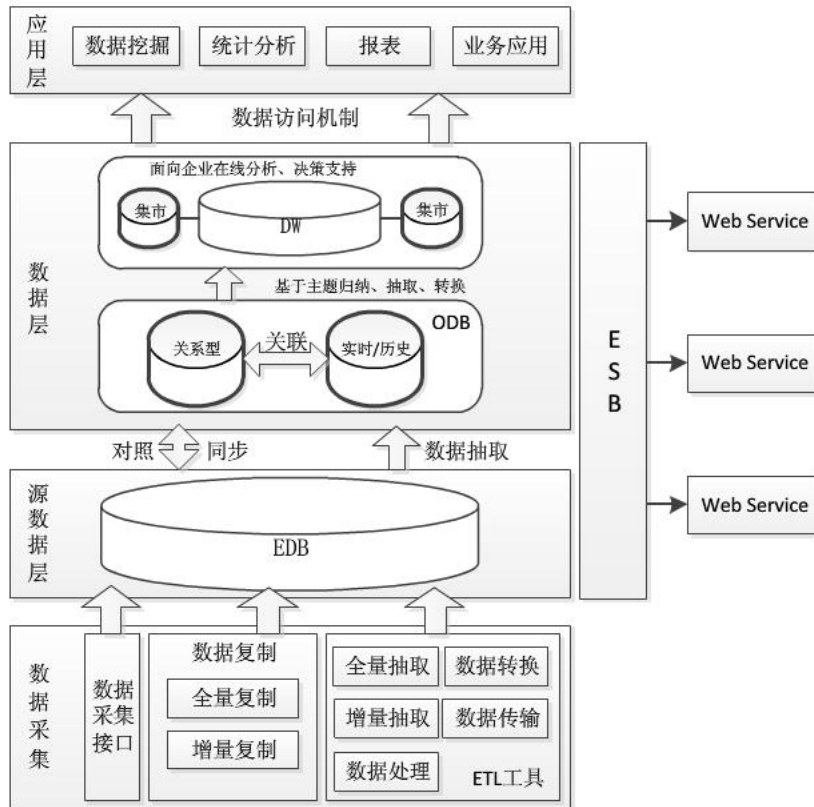 应用层
数据挖掘
统计分析
报表
业务应用
数据访问机制
数据层
面向企业在线分析、决策支持
集市
DW
集市
基于主题归纳、抽取、转换
ODB
关系型
关联
实时/历史
ESB
Web Service
Web Service
Web Service
对照
同步
数据抽取
源数据层
EDB
数据采集
数据
采集
接口
数据复制
全量复制
增量复制
全量抽取
数据转换
增量抽取
数据传输
数据处理
ETL工具